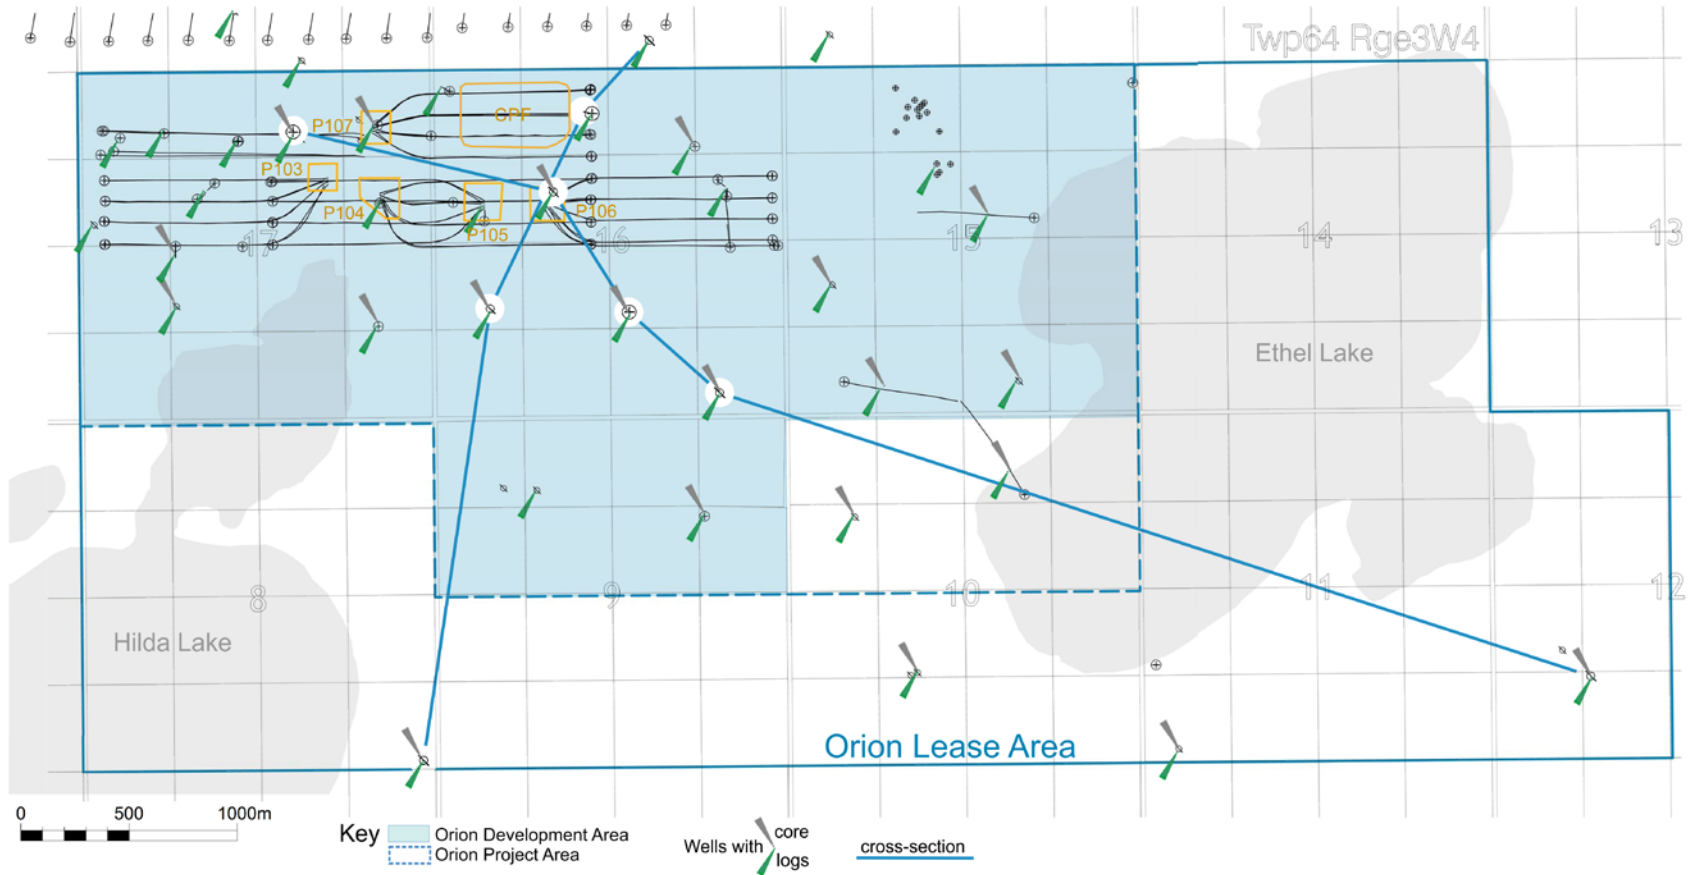 Twp64 Rge3W4
CPF
P107
P103
P104
P106
P105
17
16
15
14
13
Ethel Lake
8
9
10
11
12
Hilda Lake
Orion Lease Area
0 500 1000m
Key
Orion Development Area
Orion Project Area
Wells with
core
logs
cross-section